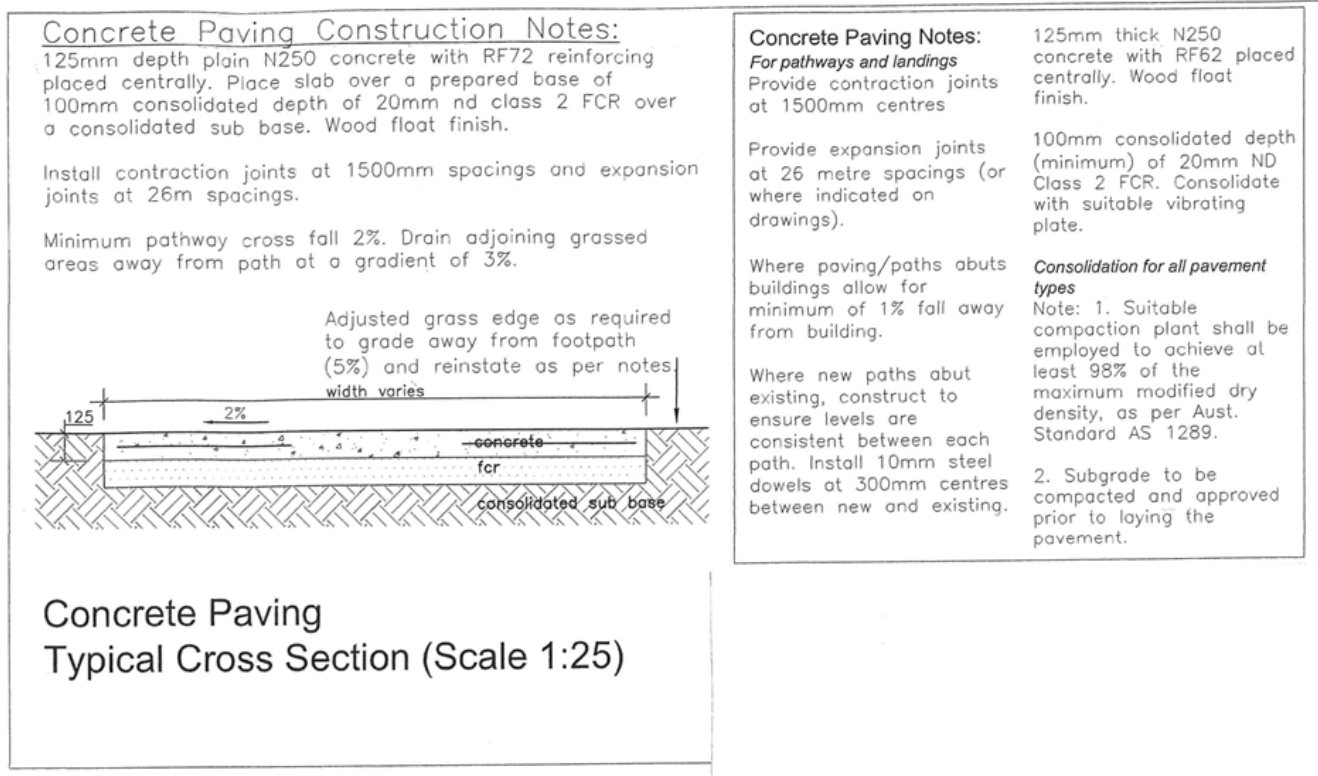 Concrete Paving Construction Notes:
125mm depth plain N250 concrete with RF72 reinforcing
placed centrally. Place slab over a prepared base of
100mm consolidated depth of 20mm nd class 2 FCR over
a consolidated sub base. Wood float finish.
Install contraction joints at 1500mm spacings and expansion
joints at 26m spacings.
Minimum pathway cross fall 2%. Drain adjoining grassed
areas away from path at a gradient of 3%.
Adjusted grass edge as required
to grade away from footpath
(5%) and reinstate as per notes
width varies
125
2%
concrete
fcr
consolidated sub base
Concrete Paving
Typical Cross Section (Scale 1:25)
Concrete Paving Notes:
For pathways and landings
Provide contraction joints
at 1500mm centres
Provide expansion joints
at 26 metre spacings (or
where indicated on
drawings).
Where paving/paths abuts
buildings allow for
minimum of 1% fall away
from building.
Where new paths abut
existing, construct to
ensure levels are
consistent between each
path. Install 10mm steel
dowels at 300mm centres
between new and existing.
125mm thick N250
concrete with RF62 placed
centrally. Wood float
finish.
100mm consolidated depth
(minimum) of 20mm ND
Class 2 FCR. Consolidate
with suitable vibrating
plate.
Consolidation for all pavement
types
Note: 1. Suitable
compaction plant shall be
employed to achieve at
least 98% of the
maximum modified dry
density, as per Aust.
Standard AS 1289.
2. Subgrade to be
compacted and approved
prior to laying the
pavement.